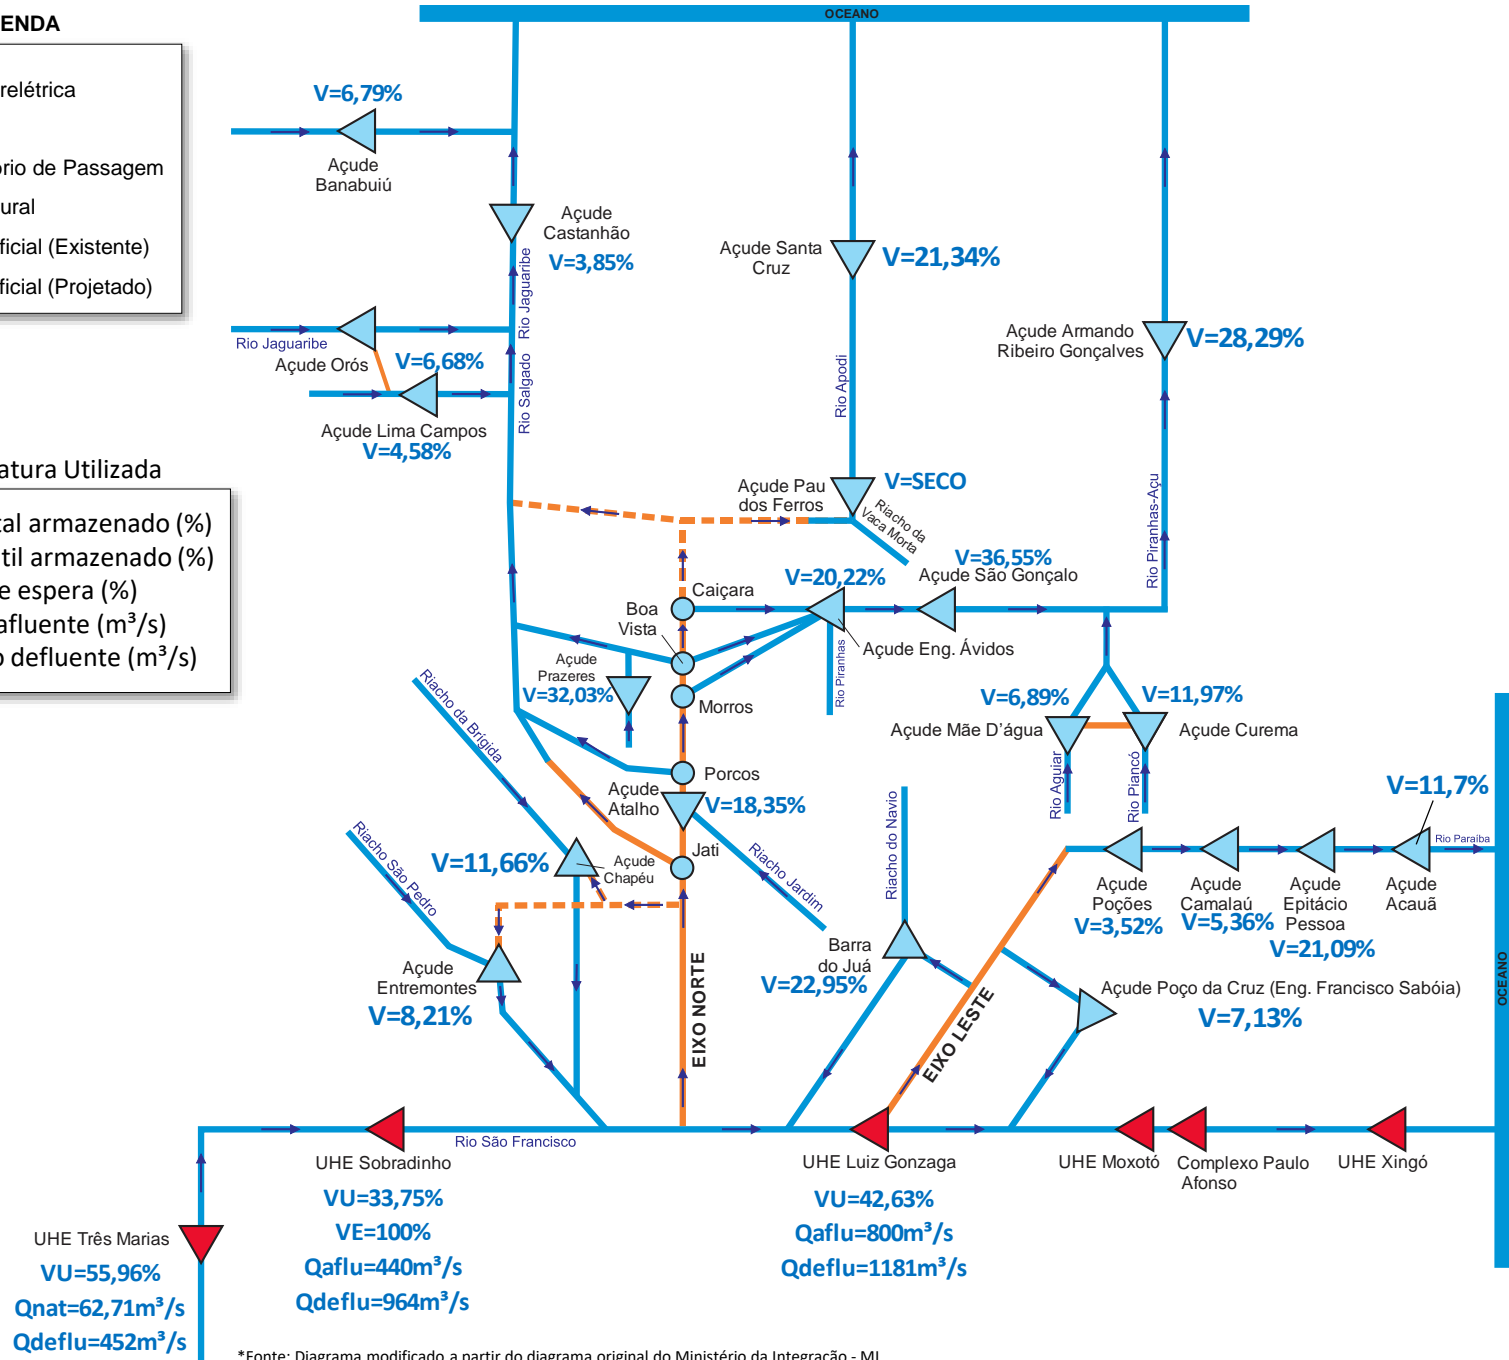 OCEANO
ENDA
relétrica
ório de Passagem
ural
ficial (Existente)
ficial (Projetado)
V=6,79%
Açude
Banabuiú
Açude
Castanhão
V=3,85%
Rio Jaguaribe
Açude Santa
Cruz
V=21,34%
Açude Armando
Ribeiro Gonçalves
V=28,29%
Rio Jaguaribe
Açude Orós
V=6,68%
Rio Salgado
Rio Apodi
Açude Lima Campos
V=4,58%
atura Utilizada
tal armazenado (%)
til armazenado (%)
e espera (%)
afluente (m³/s)
o defluente (m³/s)
Açude Pau
dos Ferros
V=SECO
Riacho da
Vaca Morta
Rio Piranhas-Açu
V=36,55%
Açude São Gonçalo
V=20,22%
Caiçara
Boa
Vista
Açude Eng. Ávidos
Rio Piranhas
Açude
Prazeres
V=32,03%
Morros
Riacho da Brígida
V=6,89%
V=11,97%
Açude Mãe D'água
Açude Curema
Rio Aguiar
Rio Piancó
Porcos
Açude
Atalho
V=18,35%
V=11,7%
Riacho do Navio
Rio Paraiba
Riacho São Pedro
V=11,66%
Açude
Chapéu
Jati
Riacho Jardim
Açude
Poções
V=3,52%
Açude
Camalaú
V=5,36%
Açude
Epitácio
Pessoa
V=21,09%
Açude
Acauã
Barra
do Juá
V=22,95%
Açude
Entremontes
V=8,21%
EIXO NORTE
EIXO LESTE
Açude Poço da Cruz (Eng. Francisco Sabóia)
V=7,13%
OCEANO
Rio São Francisco
UHE Sobradinho
VU=33,75%
VE=100%
Qaflu=440m³/s
Qdeflu=964m³/s
UHE Luiz Gonzaga
VU=42,63%
Qaflu=800m³/s
Qdeflu=1181m³/s
UHE Moxotó
Complexo Paulo
Afonso
UHE Xingó
UHE Três Marias
VU=55,96%
Qnat=62,71m³/s
Qdeflu=452m³/s
*Fonte: Diagrama modificado a partir do diagrama original do Ministério da Integração - MI